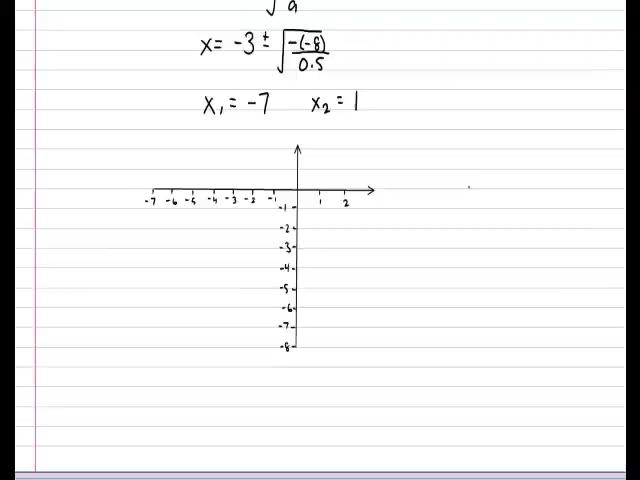 √a
x = -3 ± √(-(-8)/0.5)
x₁ = -7 x₂ = 1
-7 -6 -5 -4 -3 -2 -1 1 2
-1
-2
-3
-4
-5
-6
-7
-8